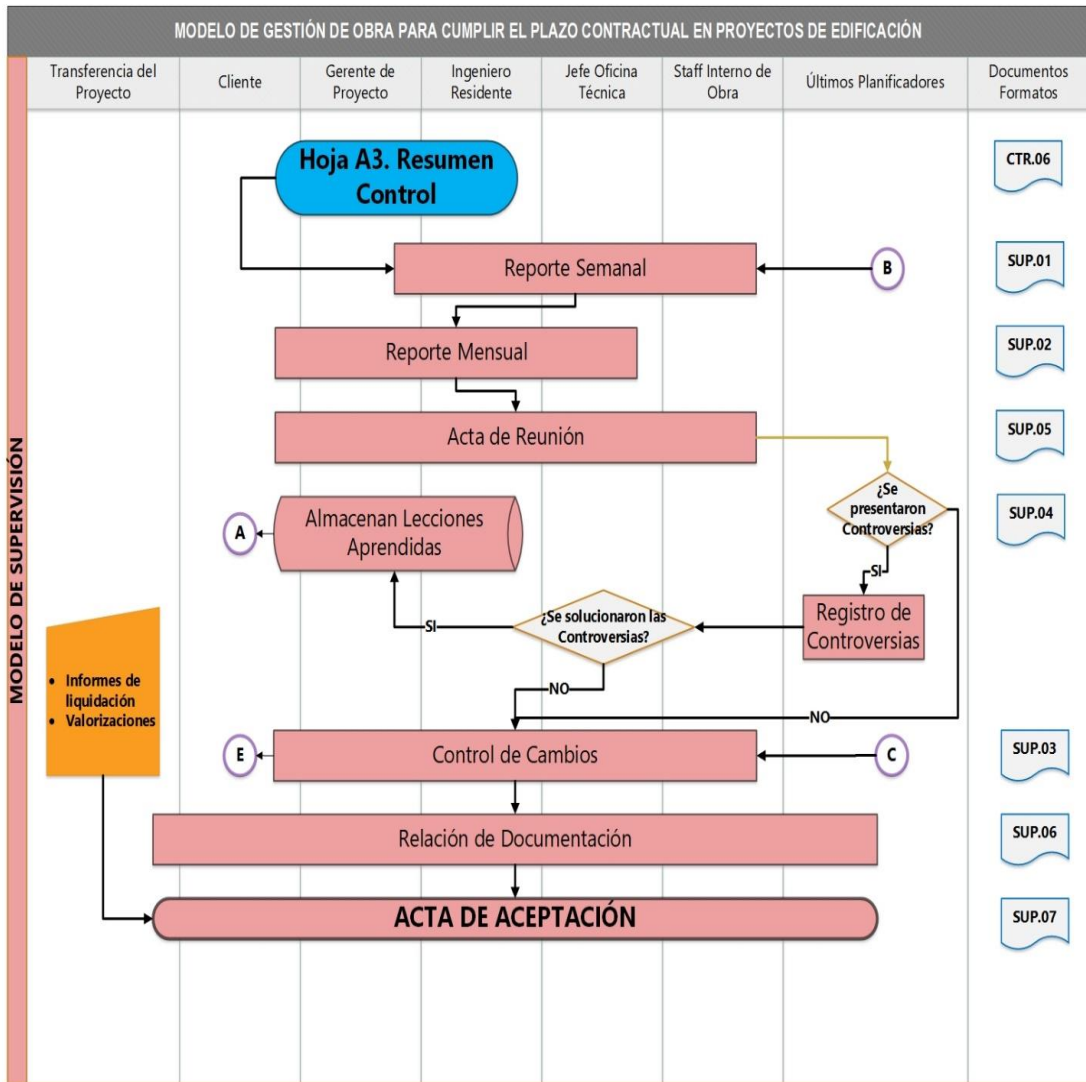 MODELO DE GESTIÓN DE OBRA PARA CUMPLIR EL PLAZO CONTRACTUAL EN PROYECTOS DE EDIFICACIÓN
MODELO DE SUPERVISIÓN
Transferencia del
Proyecto
Cliente
Gerente de
Proyecto
Ingeniero
Residente
Jefe Oficina
Técnica
Staff Interno de
Obra
Últimos Planificadores
Documentos
Formatos
Hoja A3. Resumen
Control
CTR.06
Reporte Semanal
B
SUP.01
Reporte Mensual
SUP.02
Acta de Reunión
SUP.05
¿Se
presentaron
Controversias?
A
Almacenan Lecciones
Aprendidas
SUP.04
SI
Registro de
Controversias
¿Se solucionaron las
Controversias?
SI
NO
NO
• Informes de
liquidación
• Valorizaciones
E
Control de Cambios
C
SUP.03
Relación de Documentación
SUP.06
ACTA DE ACEPTACIÓN
SUP.07